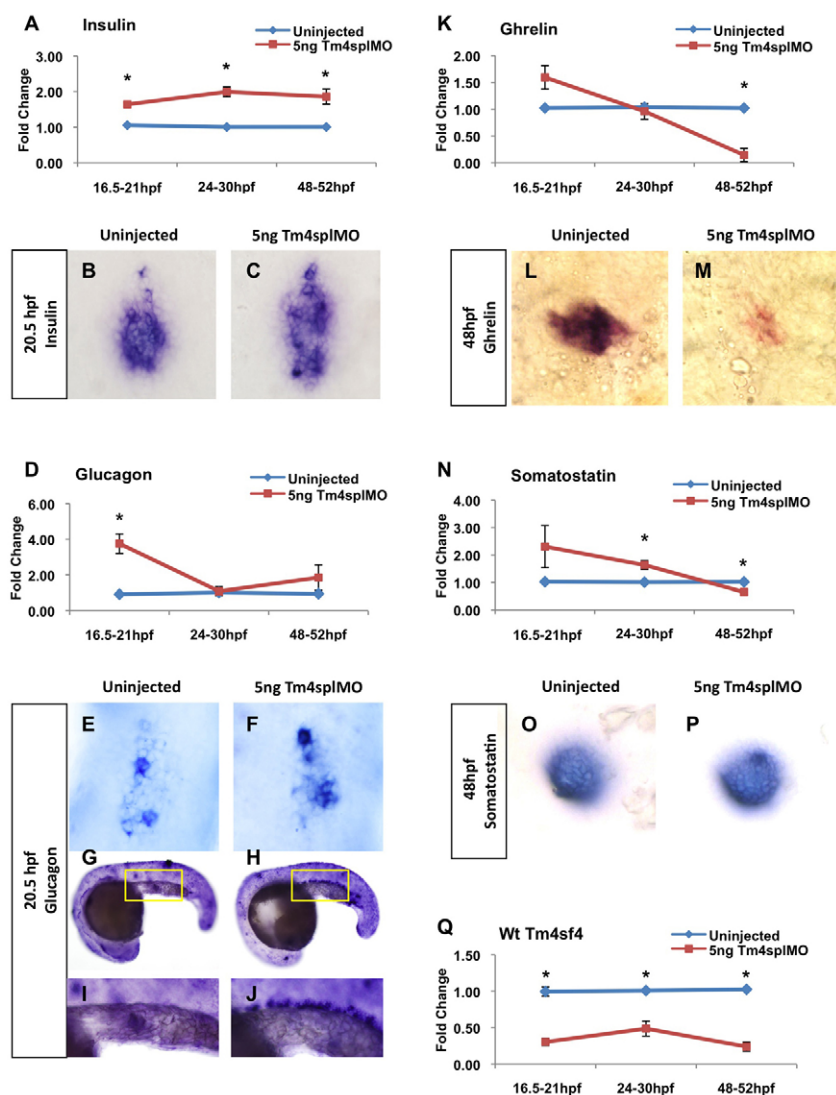 A
Insulin
Uninjected
5ng Tm4splMO
Fold Change
3.00
2.00
1.00
0.00
*
*
*
16.5-21hpf
24-30hpf
48-52hpf
Uninjected
5ng Tm4splMO
20.5 hpf
Insulin
B
C
D
Glucagon
Uninjected
5ng Tm4splMO
Fold Change
6.00
4.00
2.00
0.00
*
16.5-21hpf
24-30hpf
48-52hpf
Uninjected
5ng Tm4splMO
20.5 hpf
Glucagon
E
F
G
H
I
J
K
Ghrelin
Uninjected
5ng Tm4splMO
Fold Change
2.00
1.50
1.00
0.50
0.00
*
16.5-21hpf
24-30hpf
48-52hpf
Uninjected
5ng Tm4splMO
48hpf
Ghrelin
L
M
N
Somatostatin
Uninjected
5ng Tm4splMO
Fold Change
4.00
3.00
2.00
1.00
0.00
*
*
16.5-21hpf
24-30hpf
48-52hpf
Uninjected
5ng Tm4splMO
48hpf
Somatostatin
O
P
Q
Wt Tm4sf4
Uninjected
5ng Tm4splMO
Fold Change
1.50
1.00
0.50
0.00
*
*
*
16.5-21hpf
24-30hpf
48-52hpf